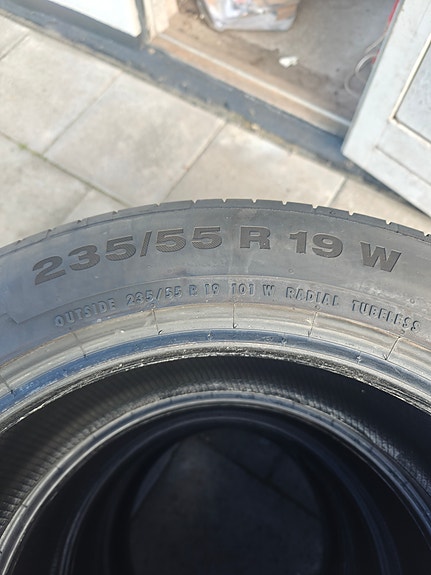 235/55 R 19 W
OUTSIDE 235/55 R 19 101 W RADIAL TUBELESS